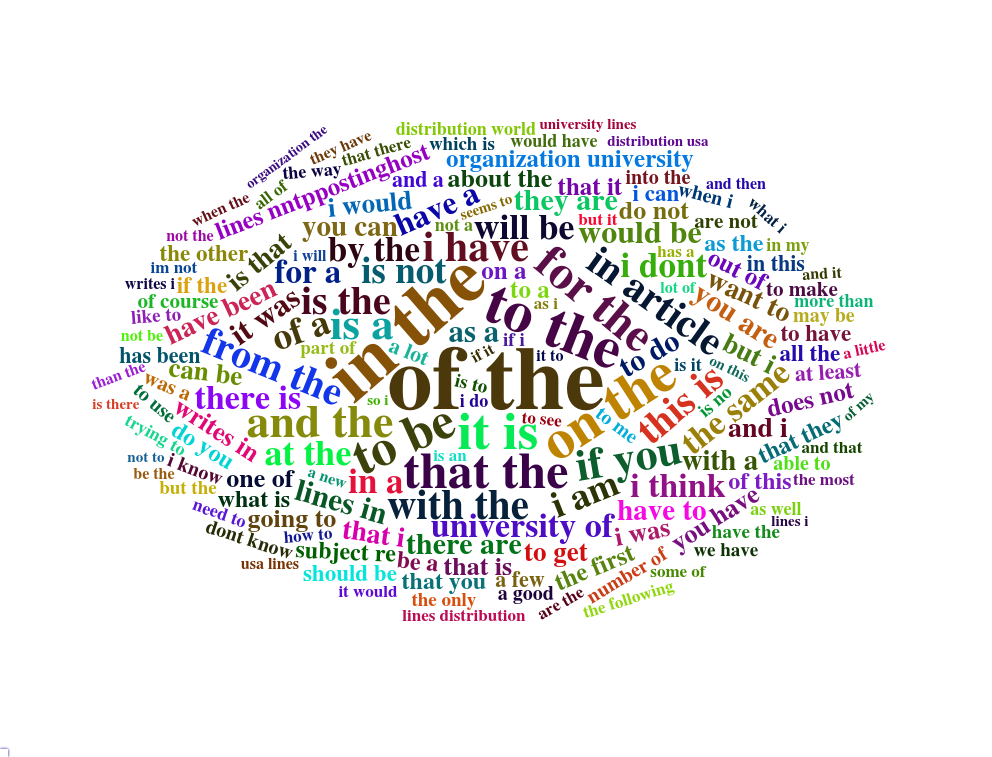 organization the
they have
that there
distribution world
university lines
which is
would have
distribution usa
the way
lines nntppostinghost
organization university
all of
and a
about the
that it
into the
and then
when the
i would
have a
seems to
they are
i can
when i
what i
not the
you can
not a
will be
but it
do not
are not
the other
is that
i will
by the
i have
would be
has a
as the
in my
im not
for a
is not
on a
for the
in article
i dont
out of
in this
and it
writes i
if the
it was
is the
in the
to a
lot of
want to
to make
of course
have been
of a
is a
as i
to the
you are
more than
like to
may be
not be
from the
part of
a lot
as a
if i
to do
but i
to have
has been
if it
it to
is it
on this
all the
a little
than the
can be
of the
is to
on the
this is
the same
at least
was a
there is
so i
i do
is no
does not
is there
to use
writes in
and the
to be
it is
to see
to me
and i
that they
of my
trying to
do you
at the
is an
if you
with a
and that
not to
i know
one of
a new
in a
that the
i am
i think
of this
able to
the most
be the
but the
what is
lines in
with the
have to
you have
as well
need to
going to
that i
university of
i was
lines i
dont know
how to
subject re
there are
to get
have the
we have
usa lines
should be
be a
that is
that you
a few
the first
number of
some of
it would
the only
a good
are the
the following
lines distribution